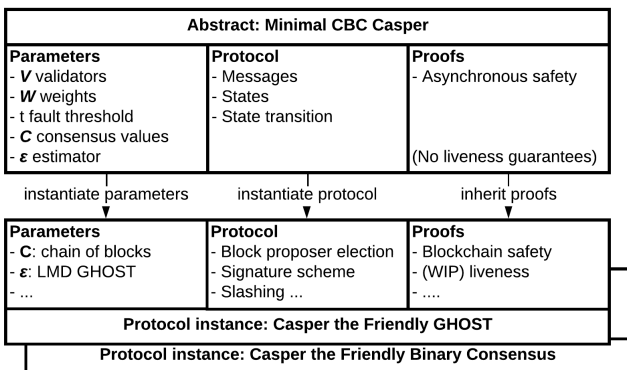 Abstract: Minimal CBC Casper
Parameters
- V validators
- W weights
- t fault threshold
- C consensus values
- ε estimator
Protocol
- Messages
- States
- State transition
Proofs
- Asynchronous safety
(No liveness guarantees)
instantiate parameters
instantiate protocol
inherit proofs
Parameters
- C: chain of blocks
- ε: LMD GHOST
- ...
Protocol
- Block proposer election
- Signature scheme
- Slashing ...
Proofs
- Blockchain safety
- (WIP) liveness
- ....
Protocol instance: Casper the Friendly GHOST
Protocol instance: Casper the Friendly Binary Consensus